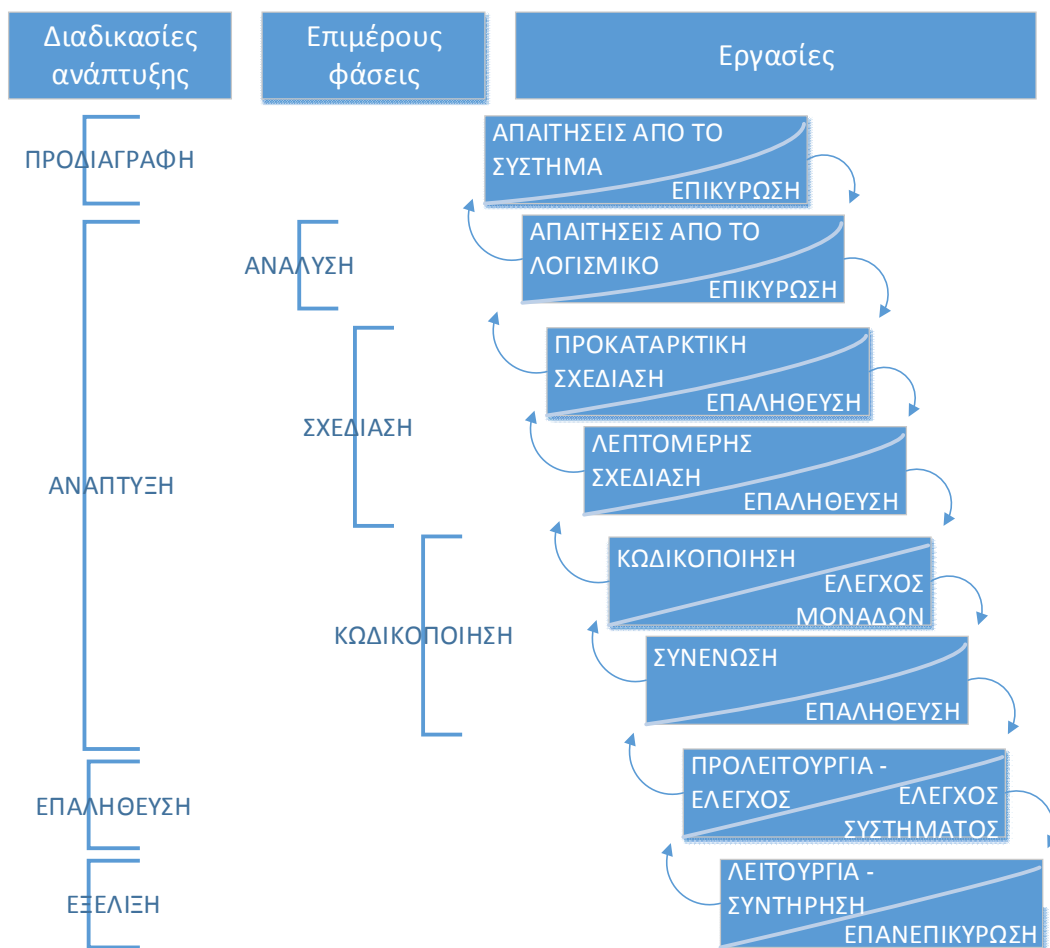 Διαδικασίες
ανάπτυξης
Επιμέρους
φάσεις
Εργασίες
ΠΡΟΔΙΑΓΡΑΦΗ
ΑΠΑΙΤΗΣΕΙΣ ΑΠΟ ΤΟ
ΣΥΣΤΗΜΑ
ΕΠΙΚΥΡΩΣΗ
ΑΝΑΛΥΣΗ
ΑΠΑΙΤΗΣΕΙΣ ΑΠΟ ΤΟ
ΛΟΓΙΣΜΙΚΟ
ΕΠΙΚΥΡΩΣΗ
ΠΡΟΚΑΤΑΡΚΤΙΚΗ
ΣΧΕΔΙΑΣΗ
ΕΠΑΛΗΘΕΥΣΗ
ΣΧΕΔΙΑΣΗ
ΛΕΠΤΟΜΕΡΗΣ
ΣΧΕΔΙΑΣΗ
ΕΠΑΛΗΘΕΥΣΗ
ΑΝΑΠΤΥΞΗ
ΚΩΔΙΚΟΠΟΙΗΣΗ
ΕΛΕΓΧΟΣ
ΜΟΝΑΔΩΝ
ΚΩΔΙΚΟΠΟΙΗΣΗ
ΣΥΝΕΝΩΣΗ
ΕΠΑΛΗΘΕΥΣΗ
ΕΠΑΛΗΘΕΥΣΗ
ΠΡΟΛΕΙΤΟΥΡΓΙΑ -
ΕΛΕΓΧΟΣ
ΕΛΕΓΧΟΣ
ΣΥΣΤΗΜΑΤΟΣ
ΕΞΕΛΙΞΗ
ΛΕΙΤΟΥΡΓΙΑ -
ΣΥΝΤΗΡΗΣΗ
ΕΠΑΝΕΠΙΚΥΡΩΣΗ